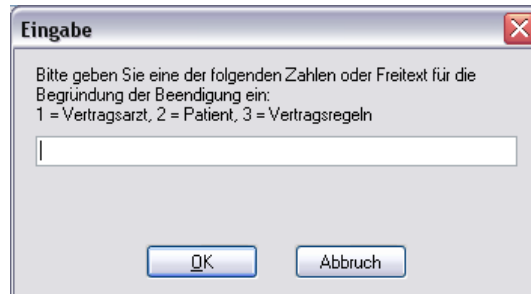 Eingabe
Bitte geben Sie eine der folgenden Zahlen oder Freitext für die
Begründung der Beendigung ein:
1 = Vertragsarzt, 2 = Patient, 3 = Vertragsregeln
OK
Abbruch